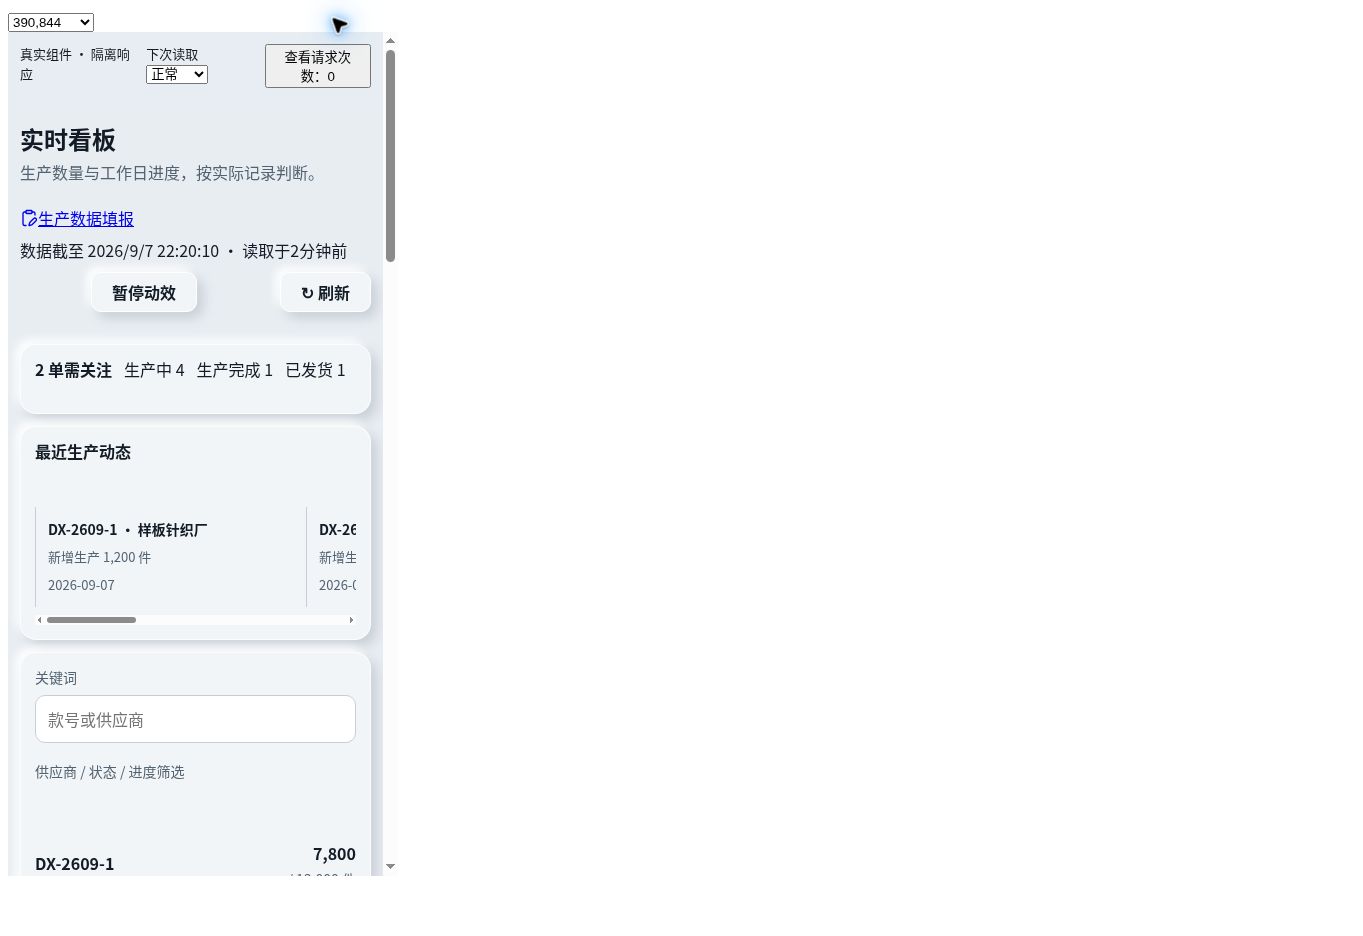 390,844
真实组件 · 隔离响应
下次读取
正常
查看请求次数：0
实时看板
生产数量与工作日进度，按实际记录判断。
生产数据填报
数据截至 2026/9/7 22:20:10 · 读取于2分钟前
暂停动效
↻ 刷新
2 单需关注 生产中 4 生产完成 1 已发货 1
最近生产动态
DX-2609-1 · 样板针织厂
新增生产 1,200 件
2026-09-07
DX-26
新增生
2026-0
关键词
款号或供应商
供应商 / 状态 / 进度筛选
7,800
DX-2609-1